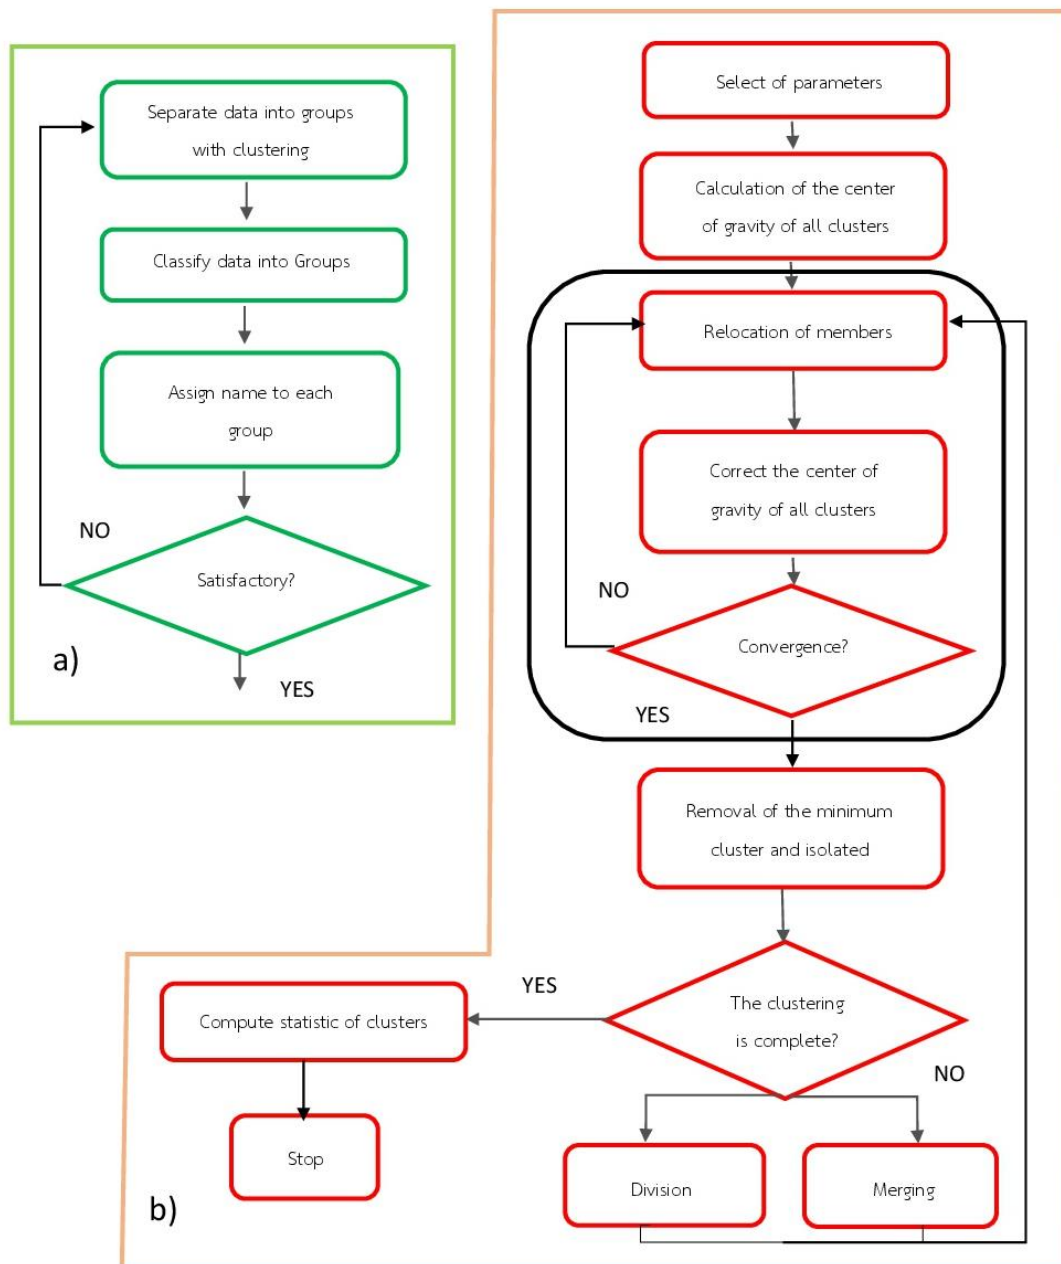 Separate data into groups
with clustering
Classify data into Groups
Assign name to each
group
NO
Satisfactory?
a)
YES
Select of parameters
Calculation of the center
of gravity of all clusters
Relocation of members
Correct the center of
gravity of all clusters
NO
Convergence?
YES
Removal of the minimum
cluster and isolated
YES
The clustering
is complete?
NO
Compute statistic of clusters
Stop
Division
Merging
b)